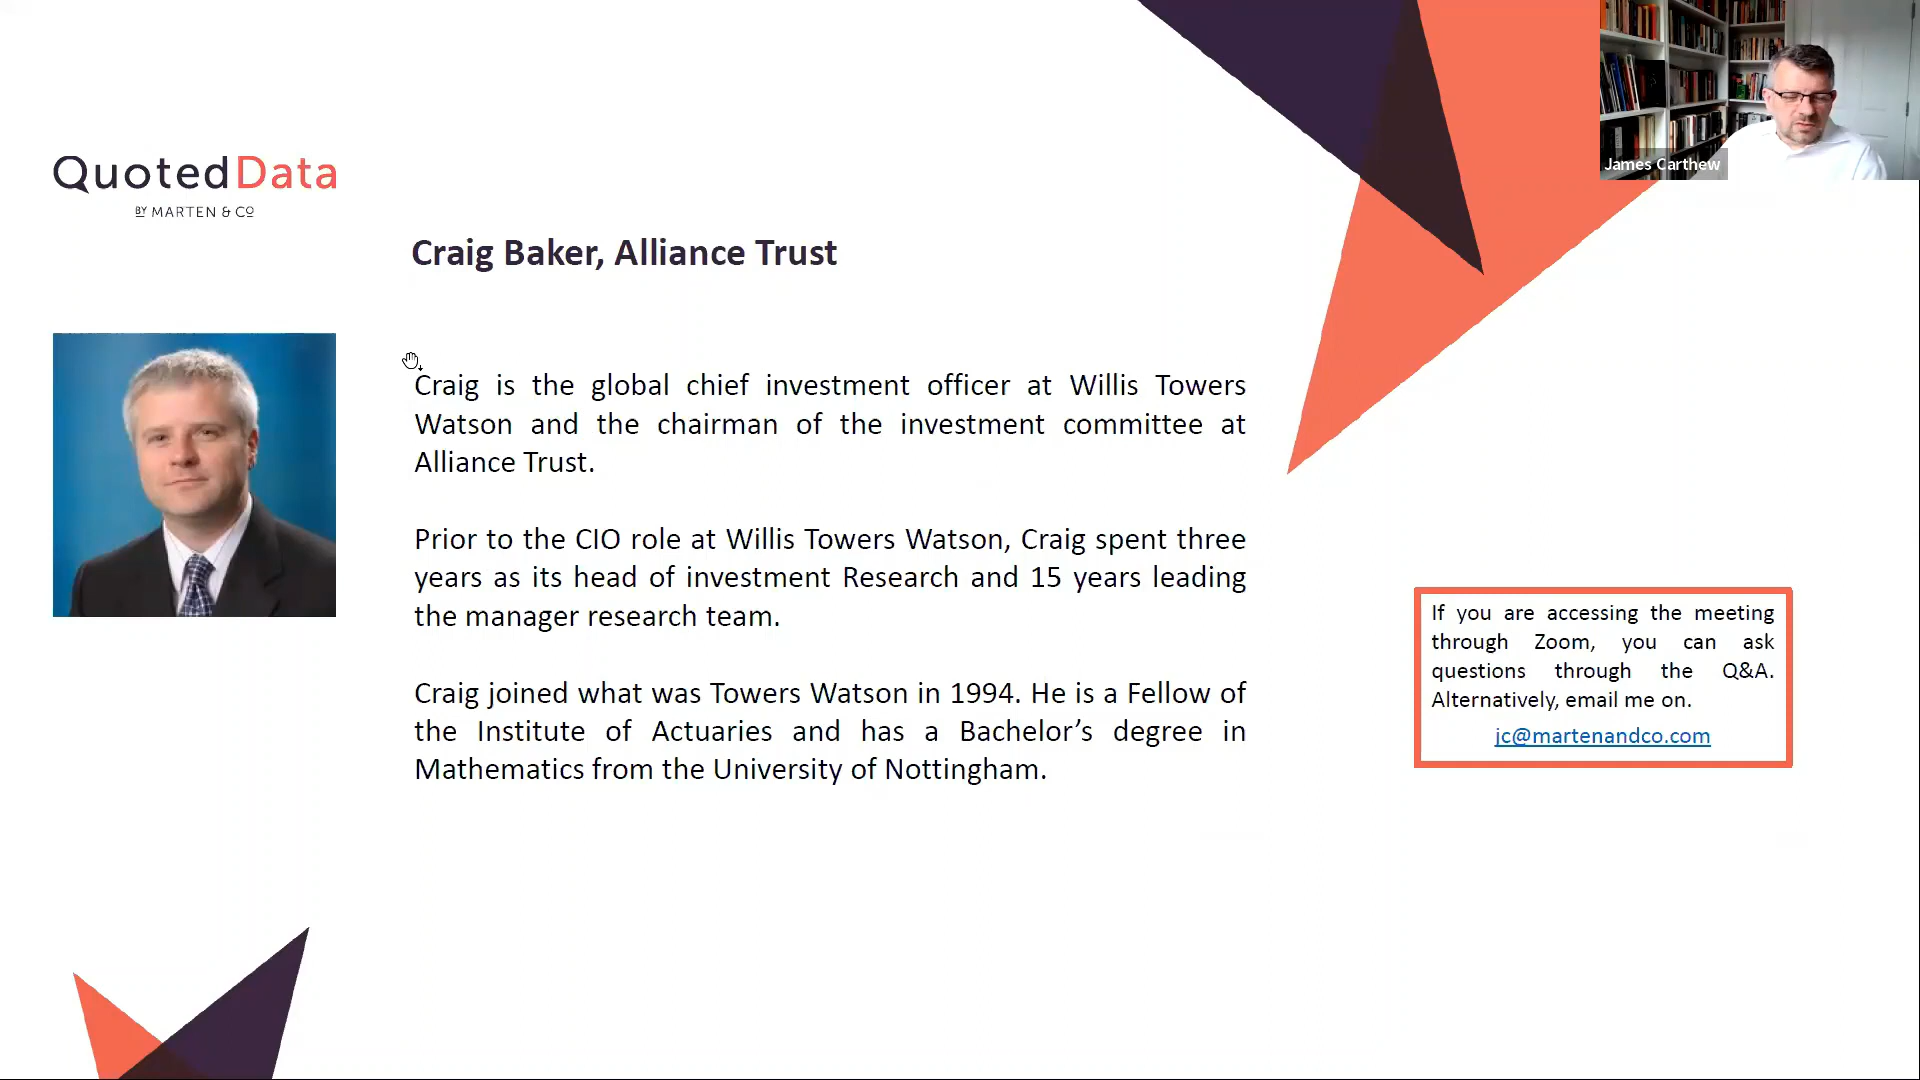 QuotedData
BY MARTEN & CO
James Carthew
Craig Baker, Alliance Trust
Craig is the global chief investment officer at Willis Towers
Watson and the chairman of the investment committee at
Alliance Trust.
Prior to the CIO role at Willis Towers Watson, Craig spent three
years as its head of investment Research and 15 years leading
the manager research team.
Craig joined what was Towers Watson in 1994. He is a Fellow of
the Institute of Actuaries and has a Bachelor’s degree in
Mathematics from the University of Nottingham.
If you are accessing the meeting
through Zoom, you can ask
questions through the Q&A.
Alternatively, email me on.
jc@martenandco.com